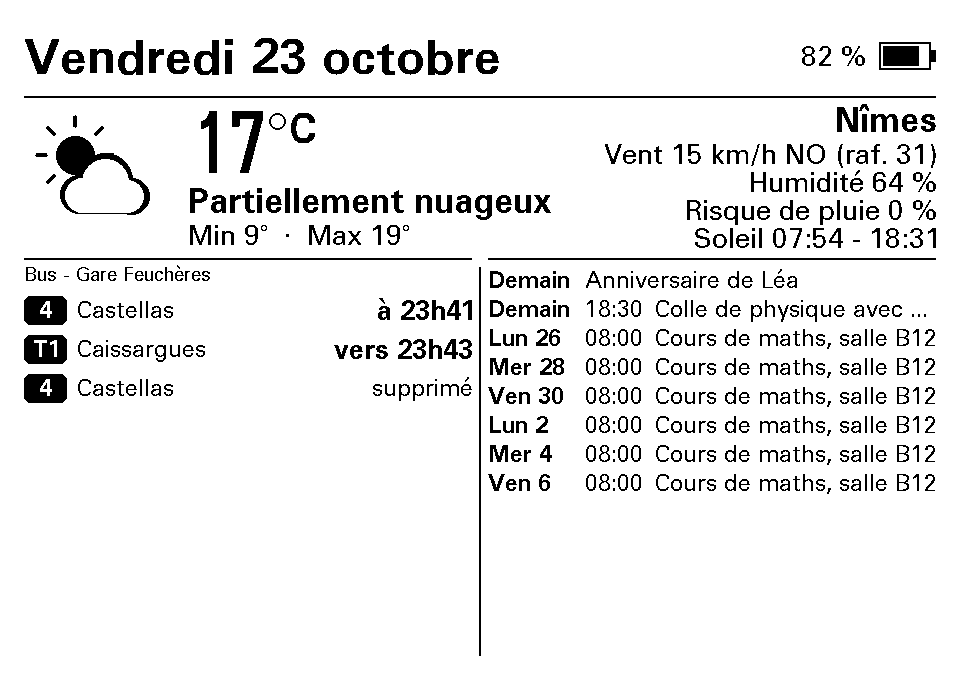 Vendredi 23 octobre
82 %
17°C
Partiellement nuageux
Min 9° · Max 19°
Nîmes
Vent 15 km/h NO (raf. 31)
Humidité 64 %
Risque de pluie 0 %
Soleil 07:54 - 18:31
Bus - Gare Feuchères
4 Castellas à 23h41
T1 Caissargues vers 23h43
4 Castellas supprimé
Demain Anniversaire de Léa
Demain 18:30 Colle de physique avec ...
Lun 26 08:00 Cours de maths, salle B12
Mer 28 08:00 Cours de maths, salle B12
Ven 30 08:00 Cours de maths, salle B12
Lun 2 08:00 Cours de maths, salle B12
Mer 4 08:00 Cours de maths, salle B12
Ven 6 08:00 Cours de maths, salle B12